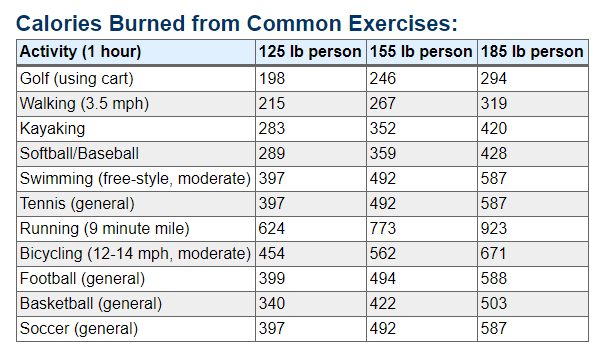 Calories Burned from Common Exercises:
Activity (1 hour) 125 lb person 155 lb person 185 lb person
Golf (using cart) 198 246 294
Walking (3.5 mph) 215 267 319
Kayaking 283 352 420
Softball/Baseball 289 359 428
Swimming (free-style, moderate) 397 492 587
Tennis (general) 397 492 587
Running (9 minute mile) 624 773 923
Bicycling (12-14 mph, moderate) 454 562 671
Football (general) 399 494 588
Basketball (general) 340 422 503
Soccer (general) 397 492 587